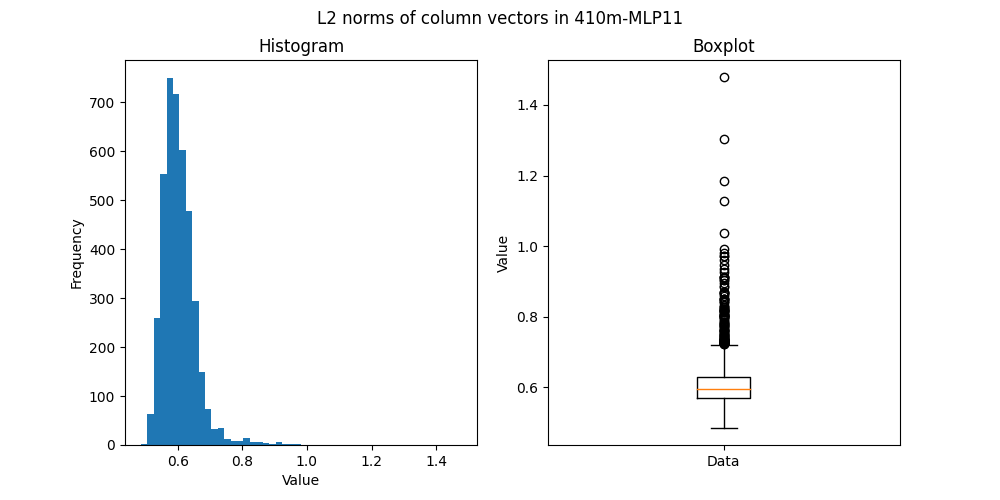 L2 norms of column vectors in 410m-MLP11
Histogram
Boxplot
700
600
500
400
300
200
100
0
Frequency
0.6 0.8 1.0 1.2 1.4
Value
1.4
1.2
1.0
0.8
0.6
Value
Data